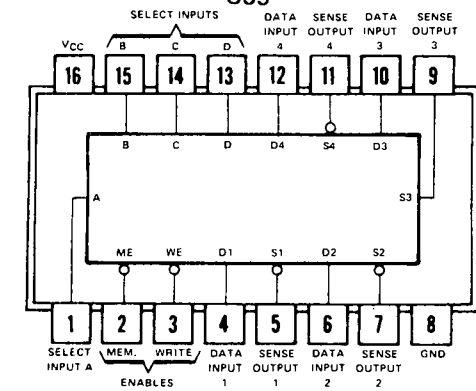 SELECT INPUTS
DATA SENSE DATA SENSE
INPUT OUTPUT INPUT OUTPUT
VCC B C D 4 4 3 3
16 15 14 13 12 11 10 9
B C D D4 S4 D3
A S3
ME WE D1 S1 D2 S2
1 2 3 4 5 6 7 8
SELECT MEM. WRITE DATA SENSE DATA SENSE GND
INPUT A INPUT OUTPUT INPUT OUTPUT
ENABLES 1 1 2 2